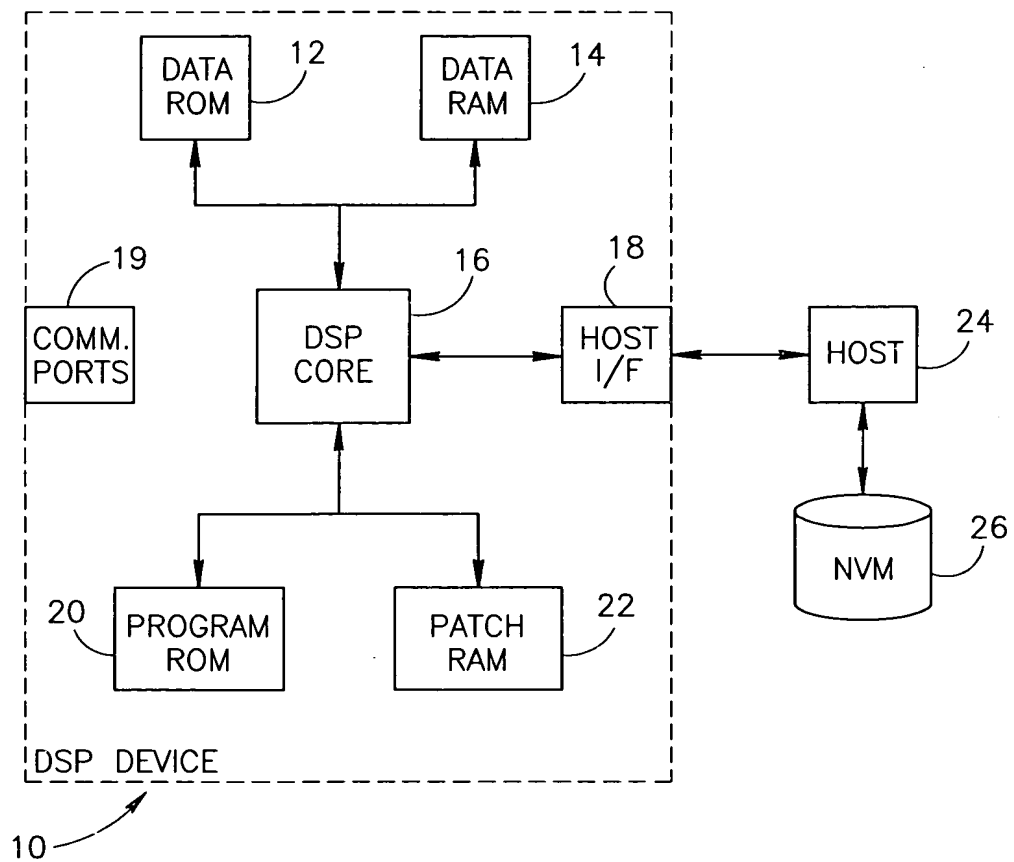 DATA
ROM
12
DATA
RAM
14
19
COMM.
PORTS
16
DSP
CORE
18
HOST
I/F
24
HOST
26
NVM
20
PROGRAM
ROM
22
PATCH
RAM
DSP DEVICE
10